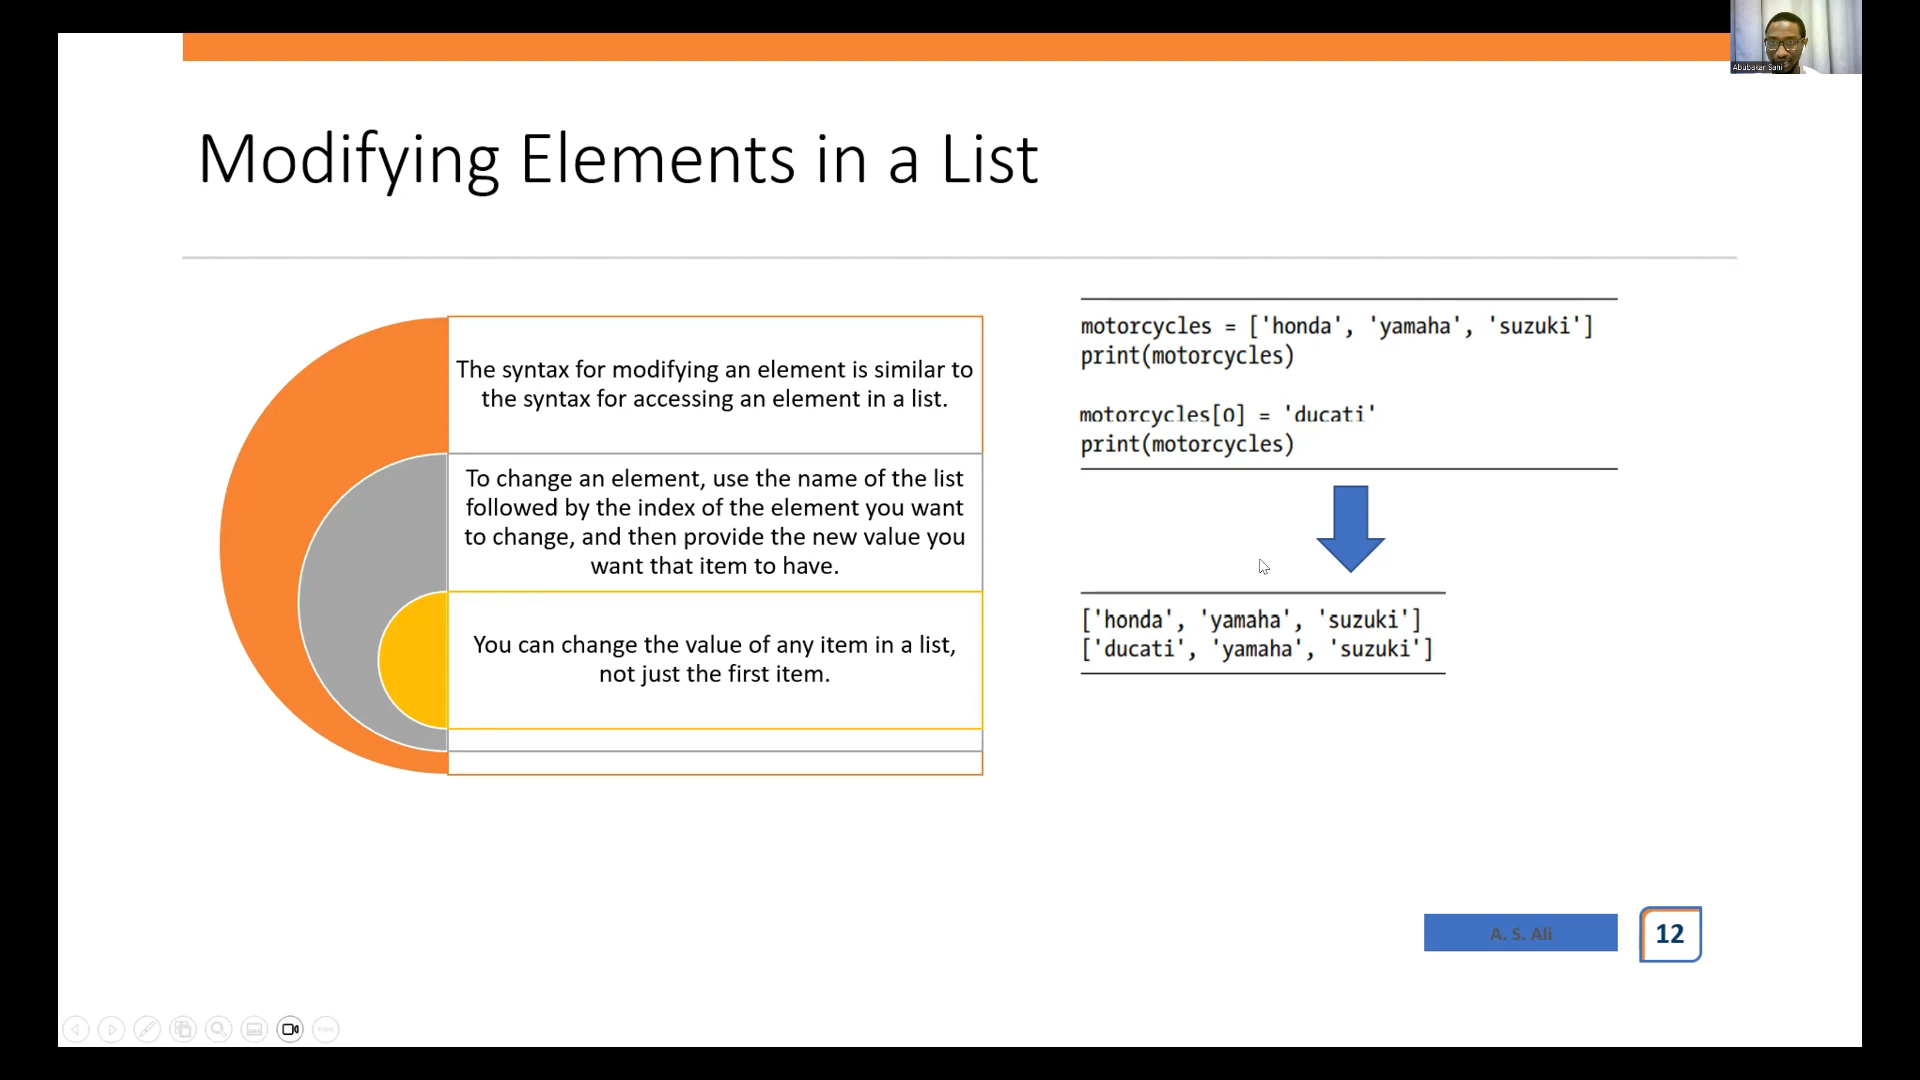 Abubakar Sani
Modifying Elements in a List
The syntax for modifying an element is similar to
the syntax for accessing an element in a list.
To change an element, use the name of the list
followed by the index of the element you want
to change, and then provide the new value you
want that item to have.
You can change the value of any item in a list,
not just the first item.
motorcycles = ['honda', 'yamaha', 'suzuki']
print(motorcycles)
motorcycles[0] = 'ducati'
print(motorcycles)
['honda', 'yamaha', 'suzuki']
['ducati', 'yamaha', 'suzuki']
A. S. Ali
12